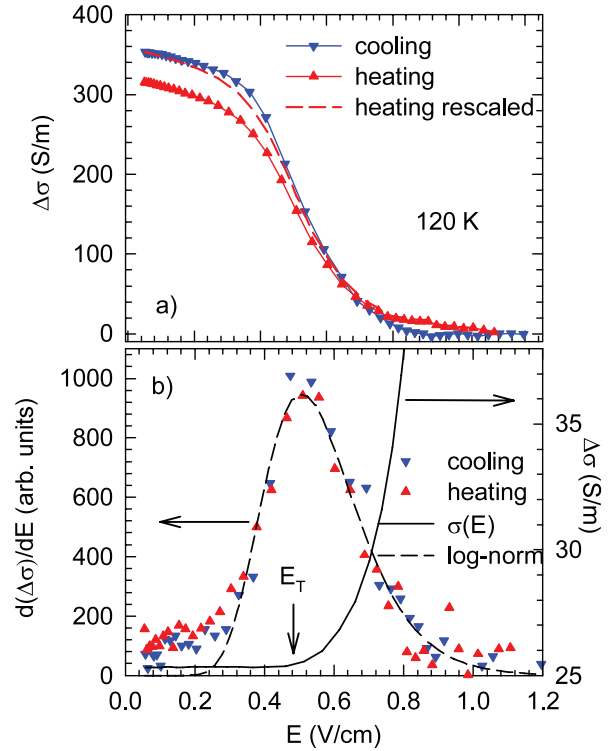 400
300
200
100
0
Δσ (S/m)
cooling
heating
heating rescaled
120 K
a)
1000
800
600
400
200
0
d(Δσ)/dE (arb. units)
b)
cooling
heating
σ(E)
log-norm
E_T
35
30
25
Δσ (S/m)
0.0 0.2 0.4 0.6 0.8 1.0 1.2
E (V/cm)